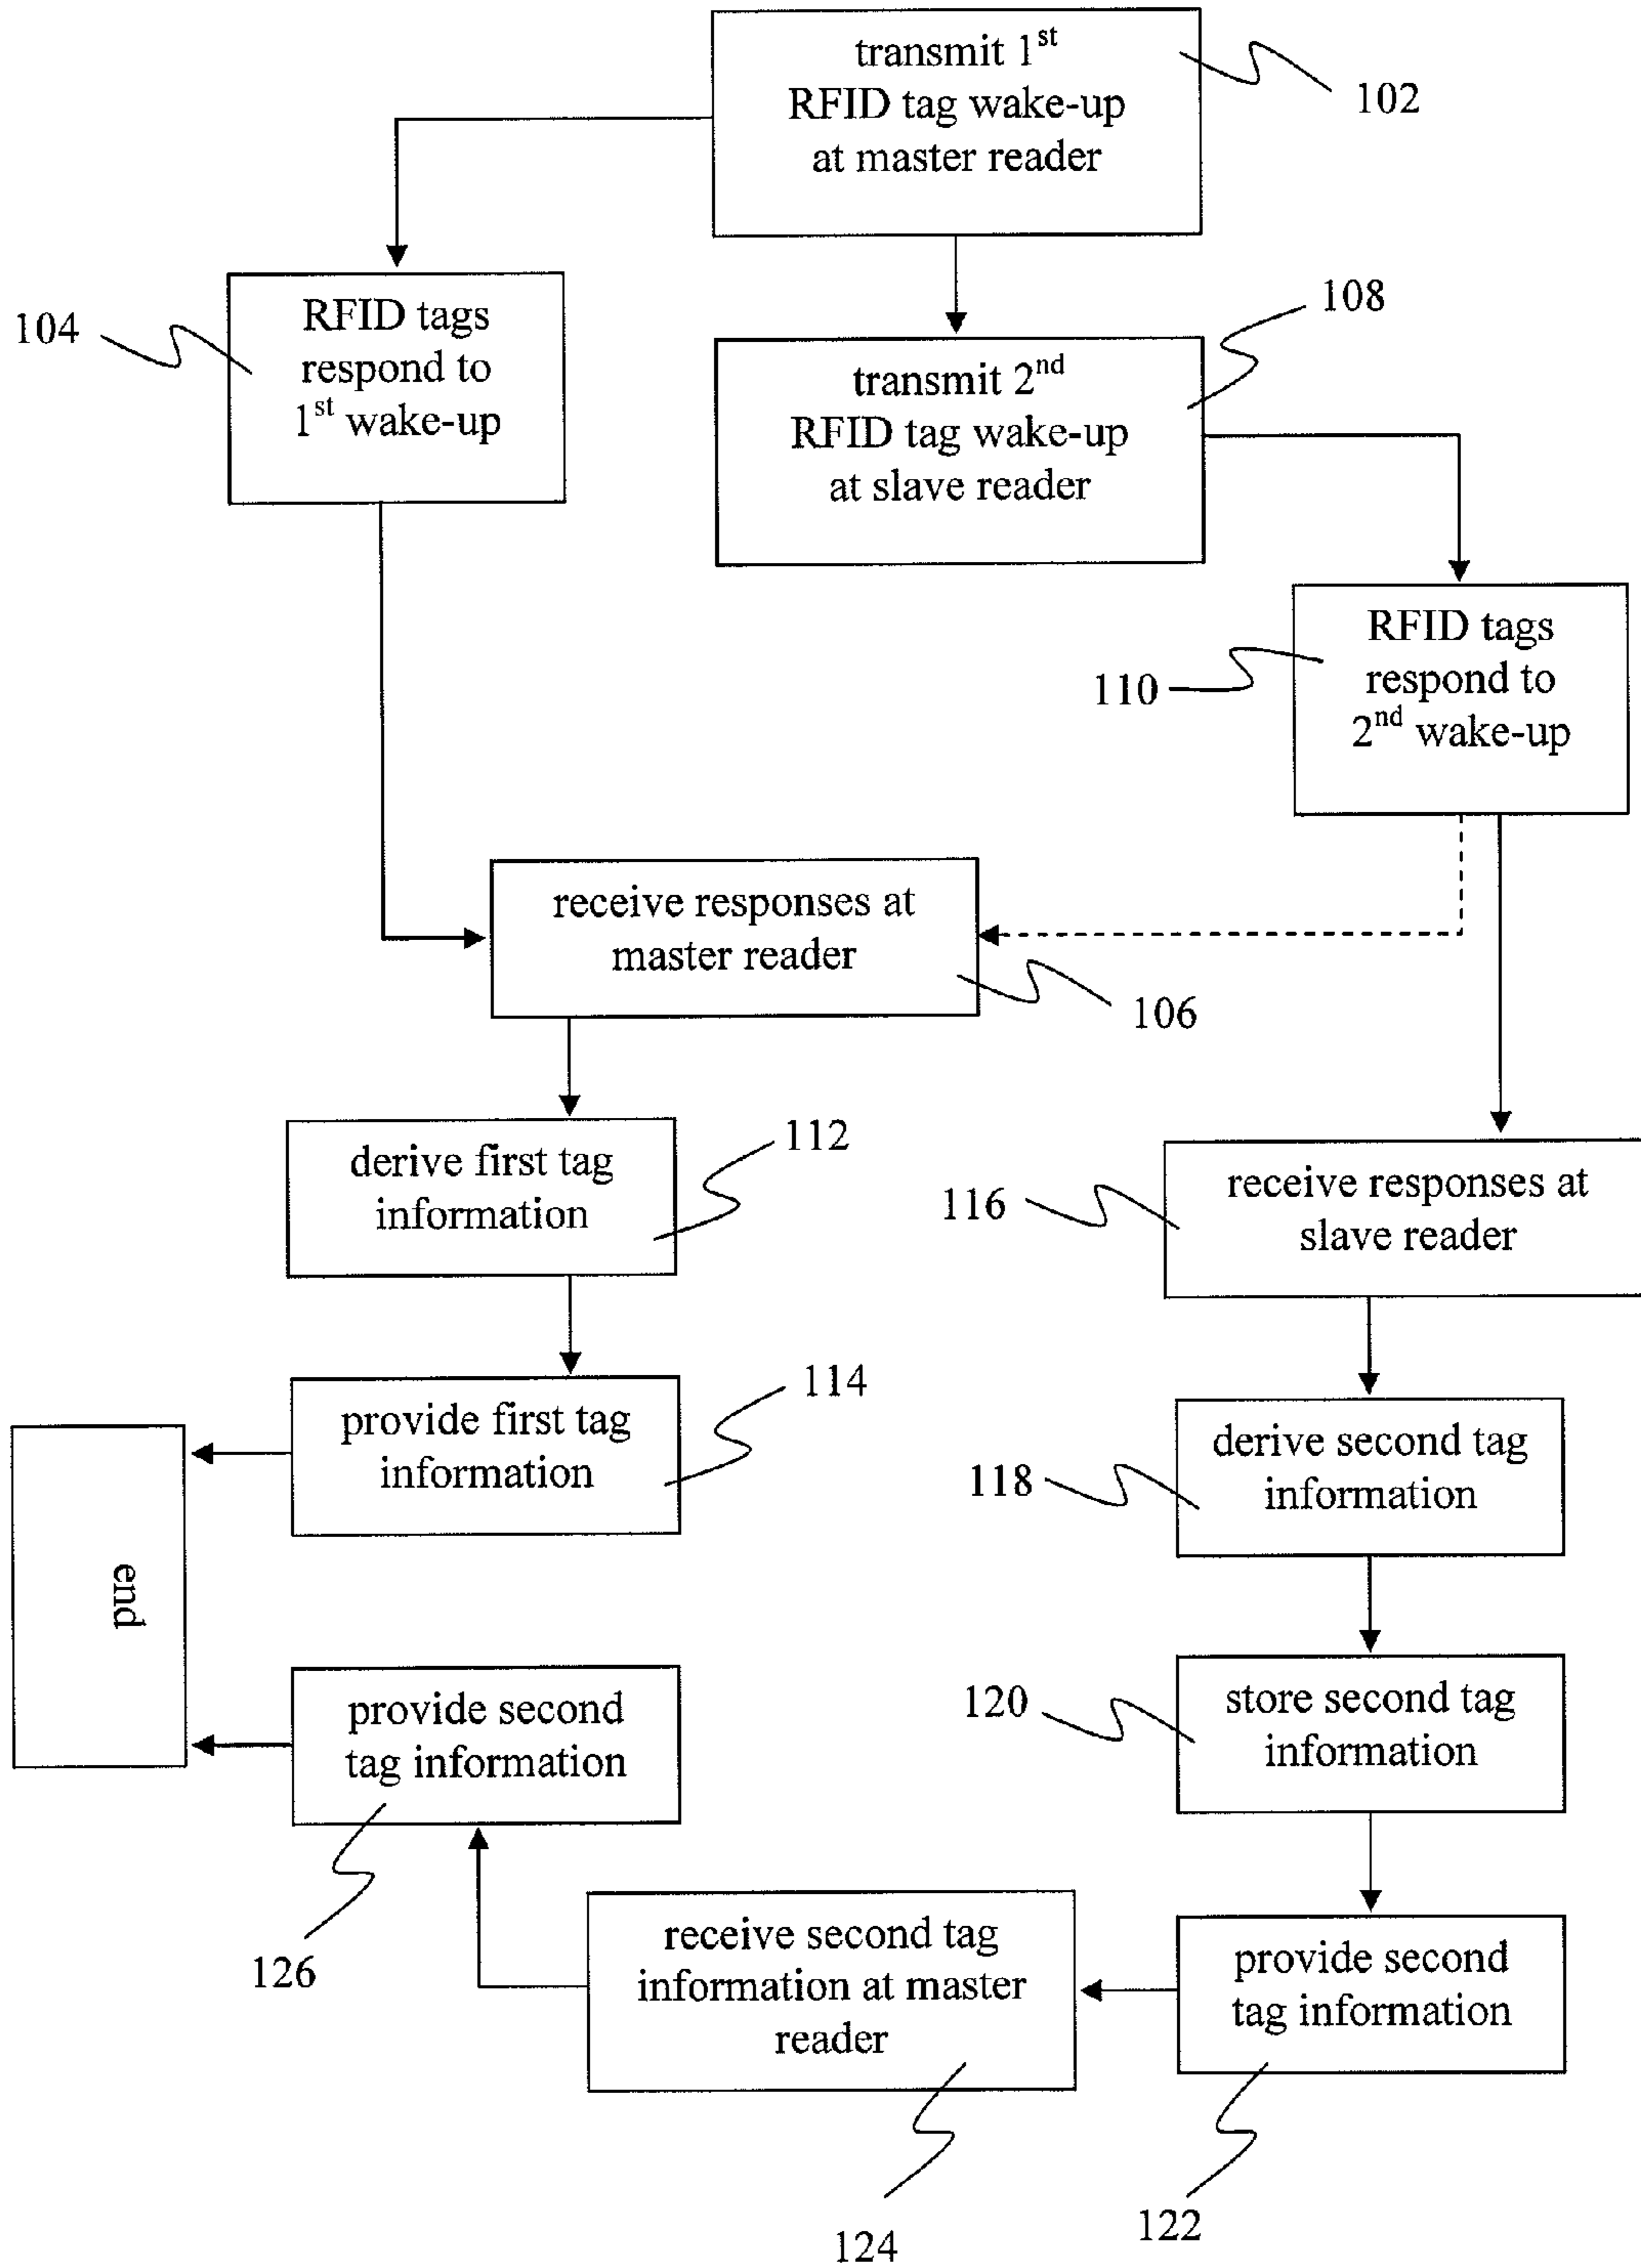 transmit 1st
RFID tag wake-up
at master reader
102
104
RFID tags
respond to
1st wake-up
108
transmit 2nd
RFID tag wake-up
at slave reader
110
RFID tags
respond to
2nd wake-up
receive responses at
master reader
106
derive first tag
information
112
116
receive responses at
slave reader
provide first tag
information
114
118
derive second tag
information
end
120
store second tag
information
provide second
tag information
126
receive second tag
information at master
reader
124
provide second
tag information
122